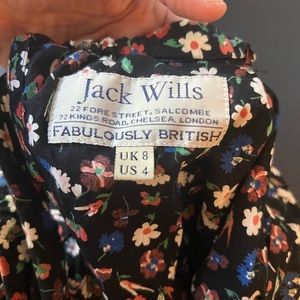 Jack Wills
22 FORE STREET, SALCOMBE
72 KINGS ROAD, CHELSEA, LONDON
FABULOUSLY BRITISH
UK 8
US 4